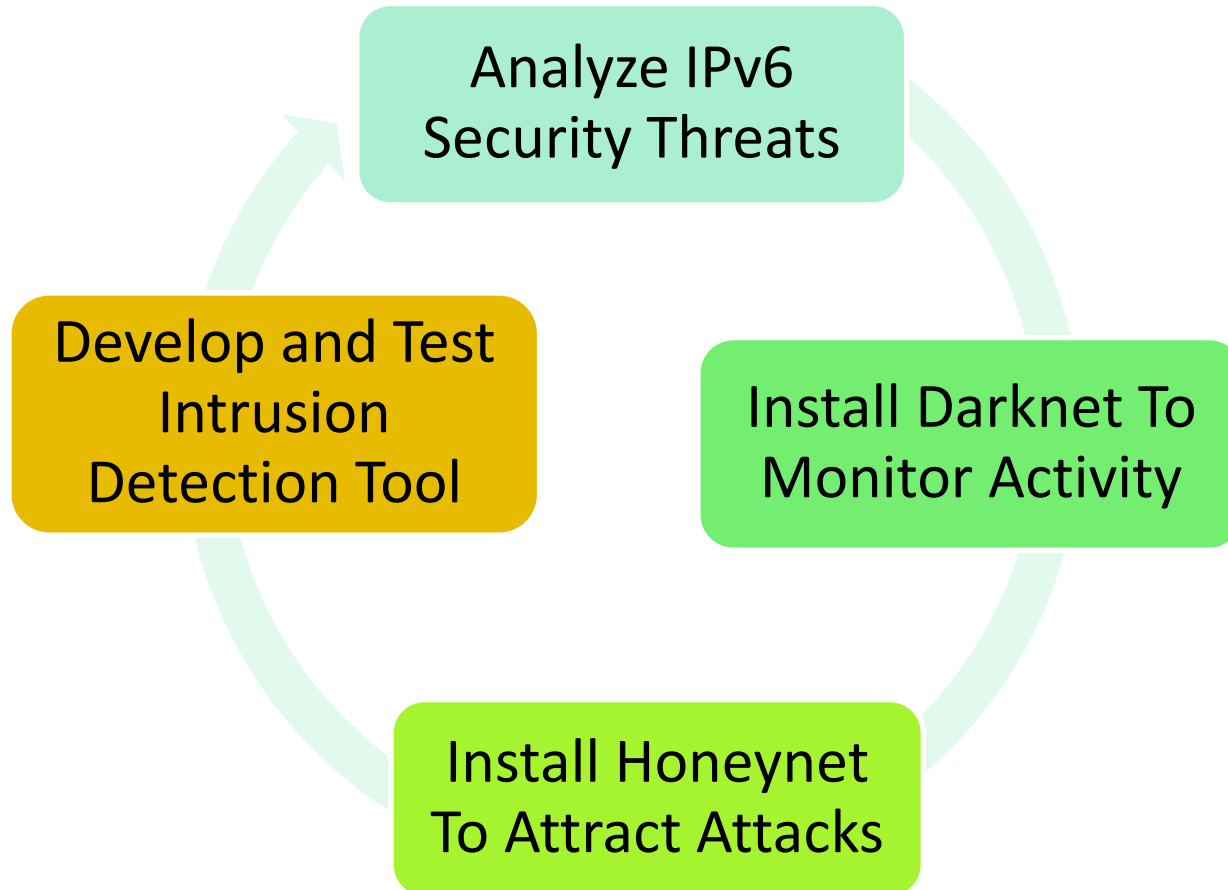 Analyze IPv6
Security Threats
Install Darknet To
Monitor Activity
Install Honeynet
To Attract Attacks
Develop and Test
Intrusion
Detection Tool